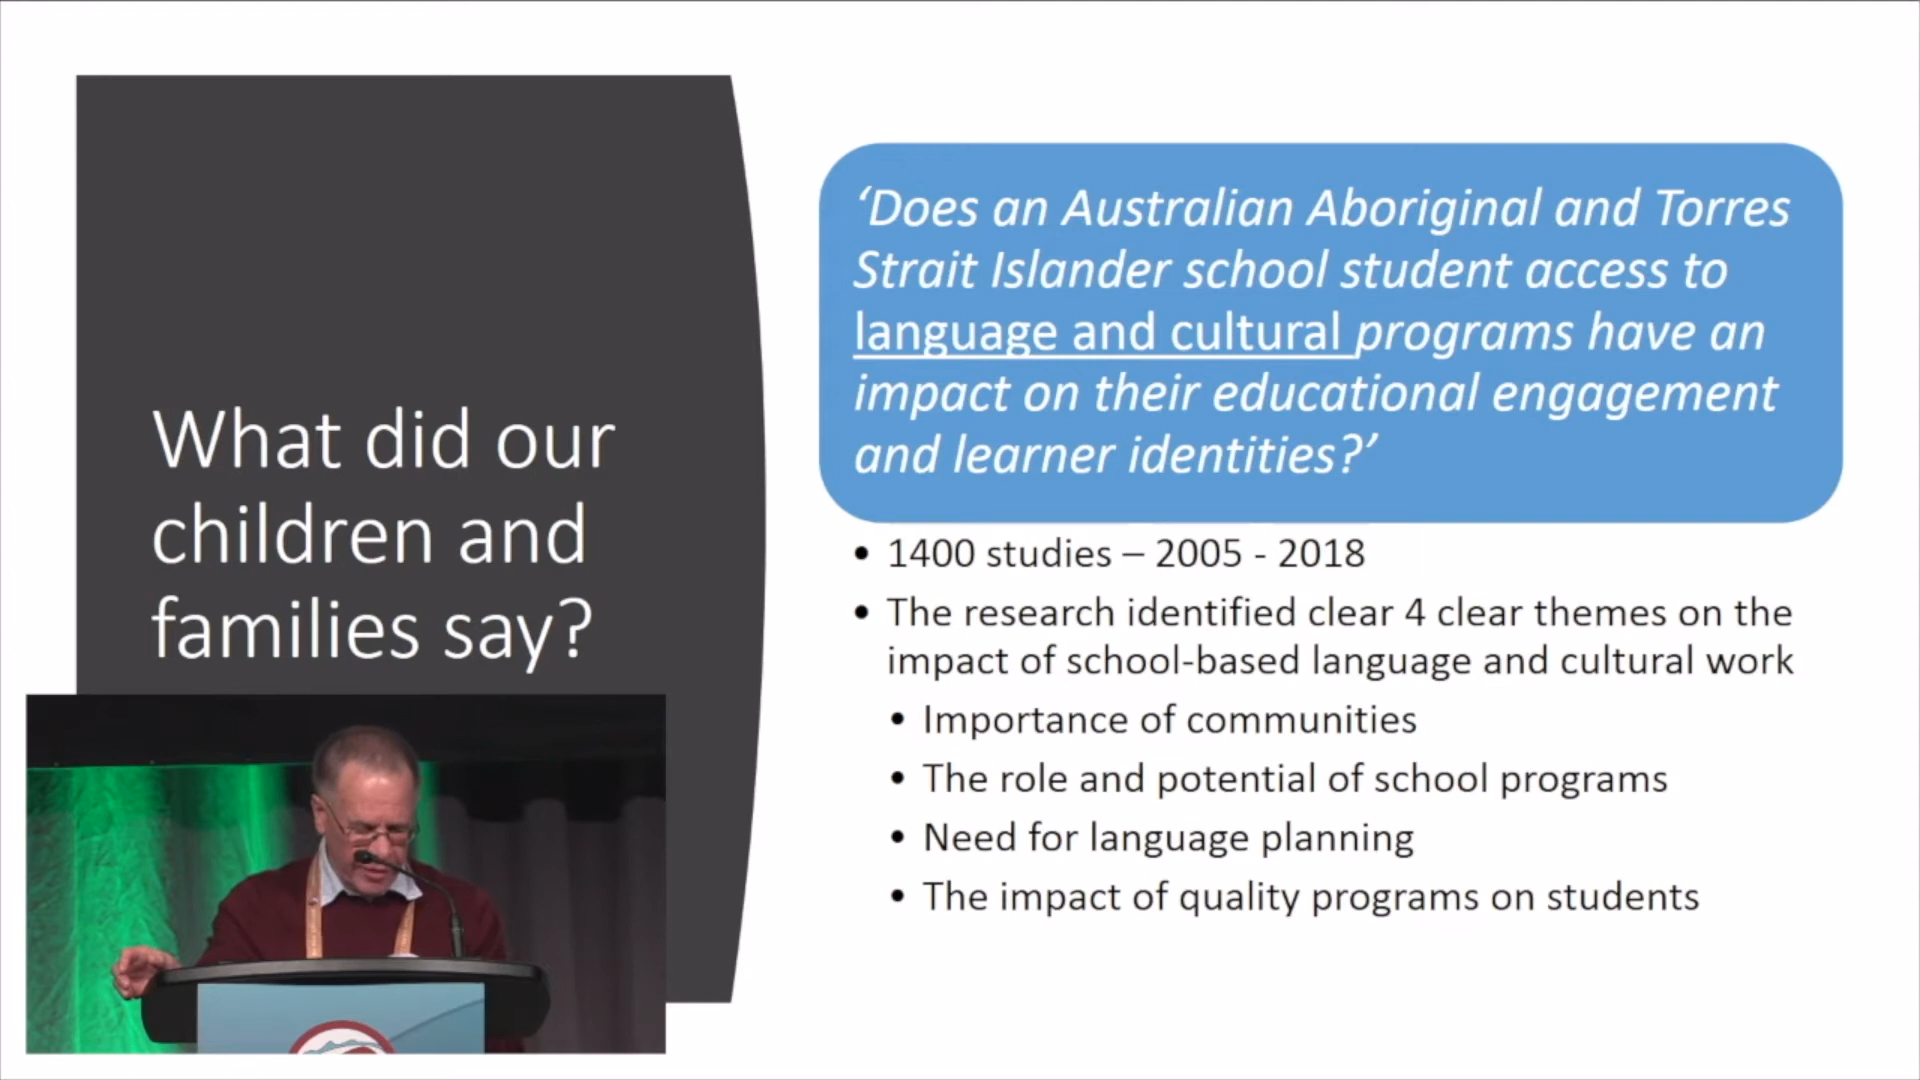 What did our
children and
families say?
‘Does an Australian Aboriginal and Torres
Strait Islander school student access to
language and cultural programs have an
impact on their educational engagement
and learner identities?’
• 1400 studies – 2005 - 2018
• The research identified clear 4 clear themes on the
impact of school-based language and cultural work
• Importance of communities
• The role and potential of school programs
• Need for language planning
• The impact of quality programs on students